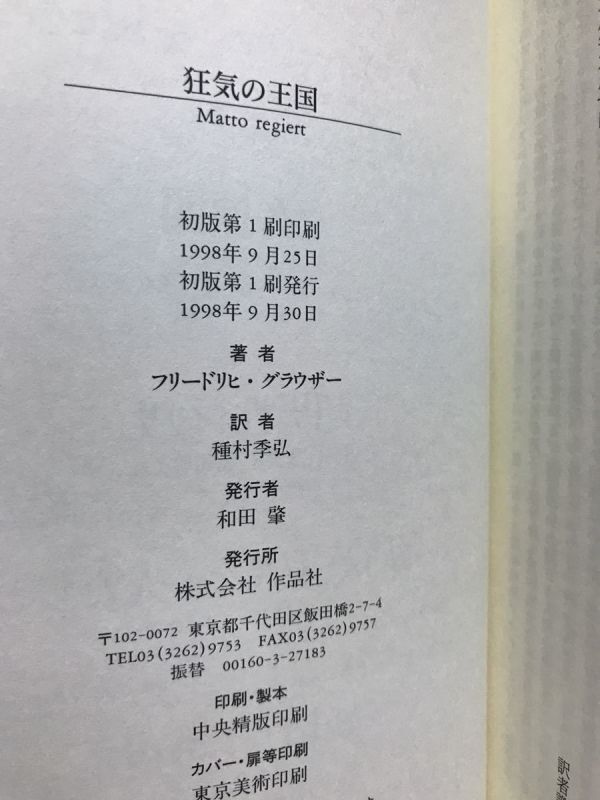 狂気の王国
Matto regiert
初版第1刷印刷
1998年9月25日
初版第1刷発行
1998年9月30日
著者
フリードリヒ・グラウザー
訳者
種村季弘
発行者
和田 肇
発行所
株式会社 作品社
〒102-0072 東京都千代田区飯田橋2-7-4
TEL03(3262)9753 FAX03(3262)9757
振替 00160-3-27183
印刷・製本
中央精版印刷
カバー・扉等印刷
東京美術印刷
訳者